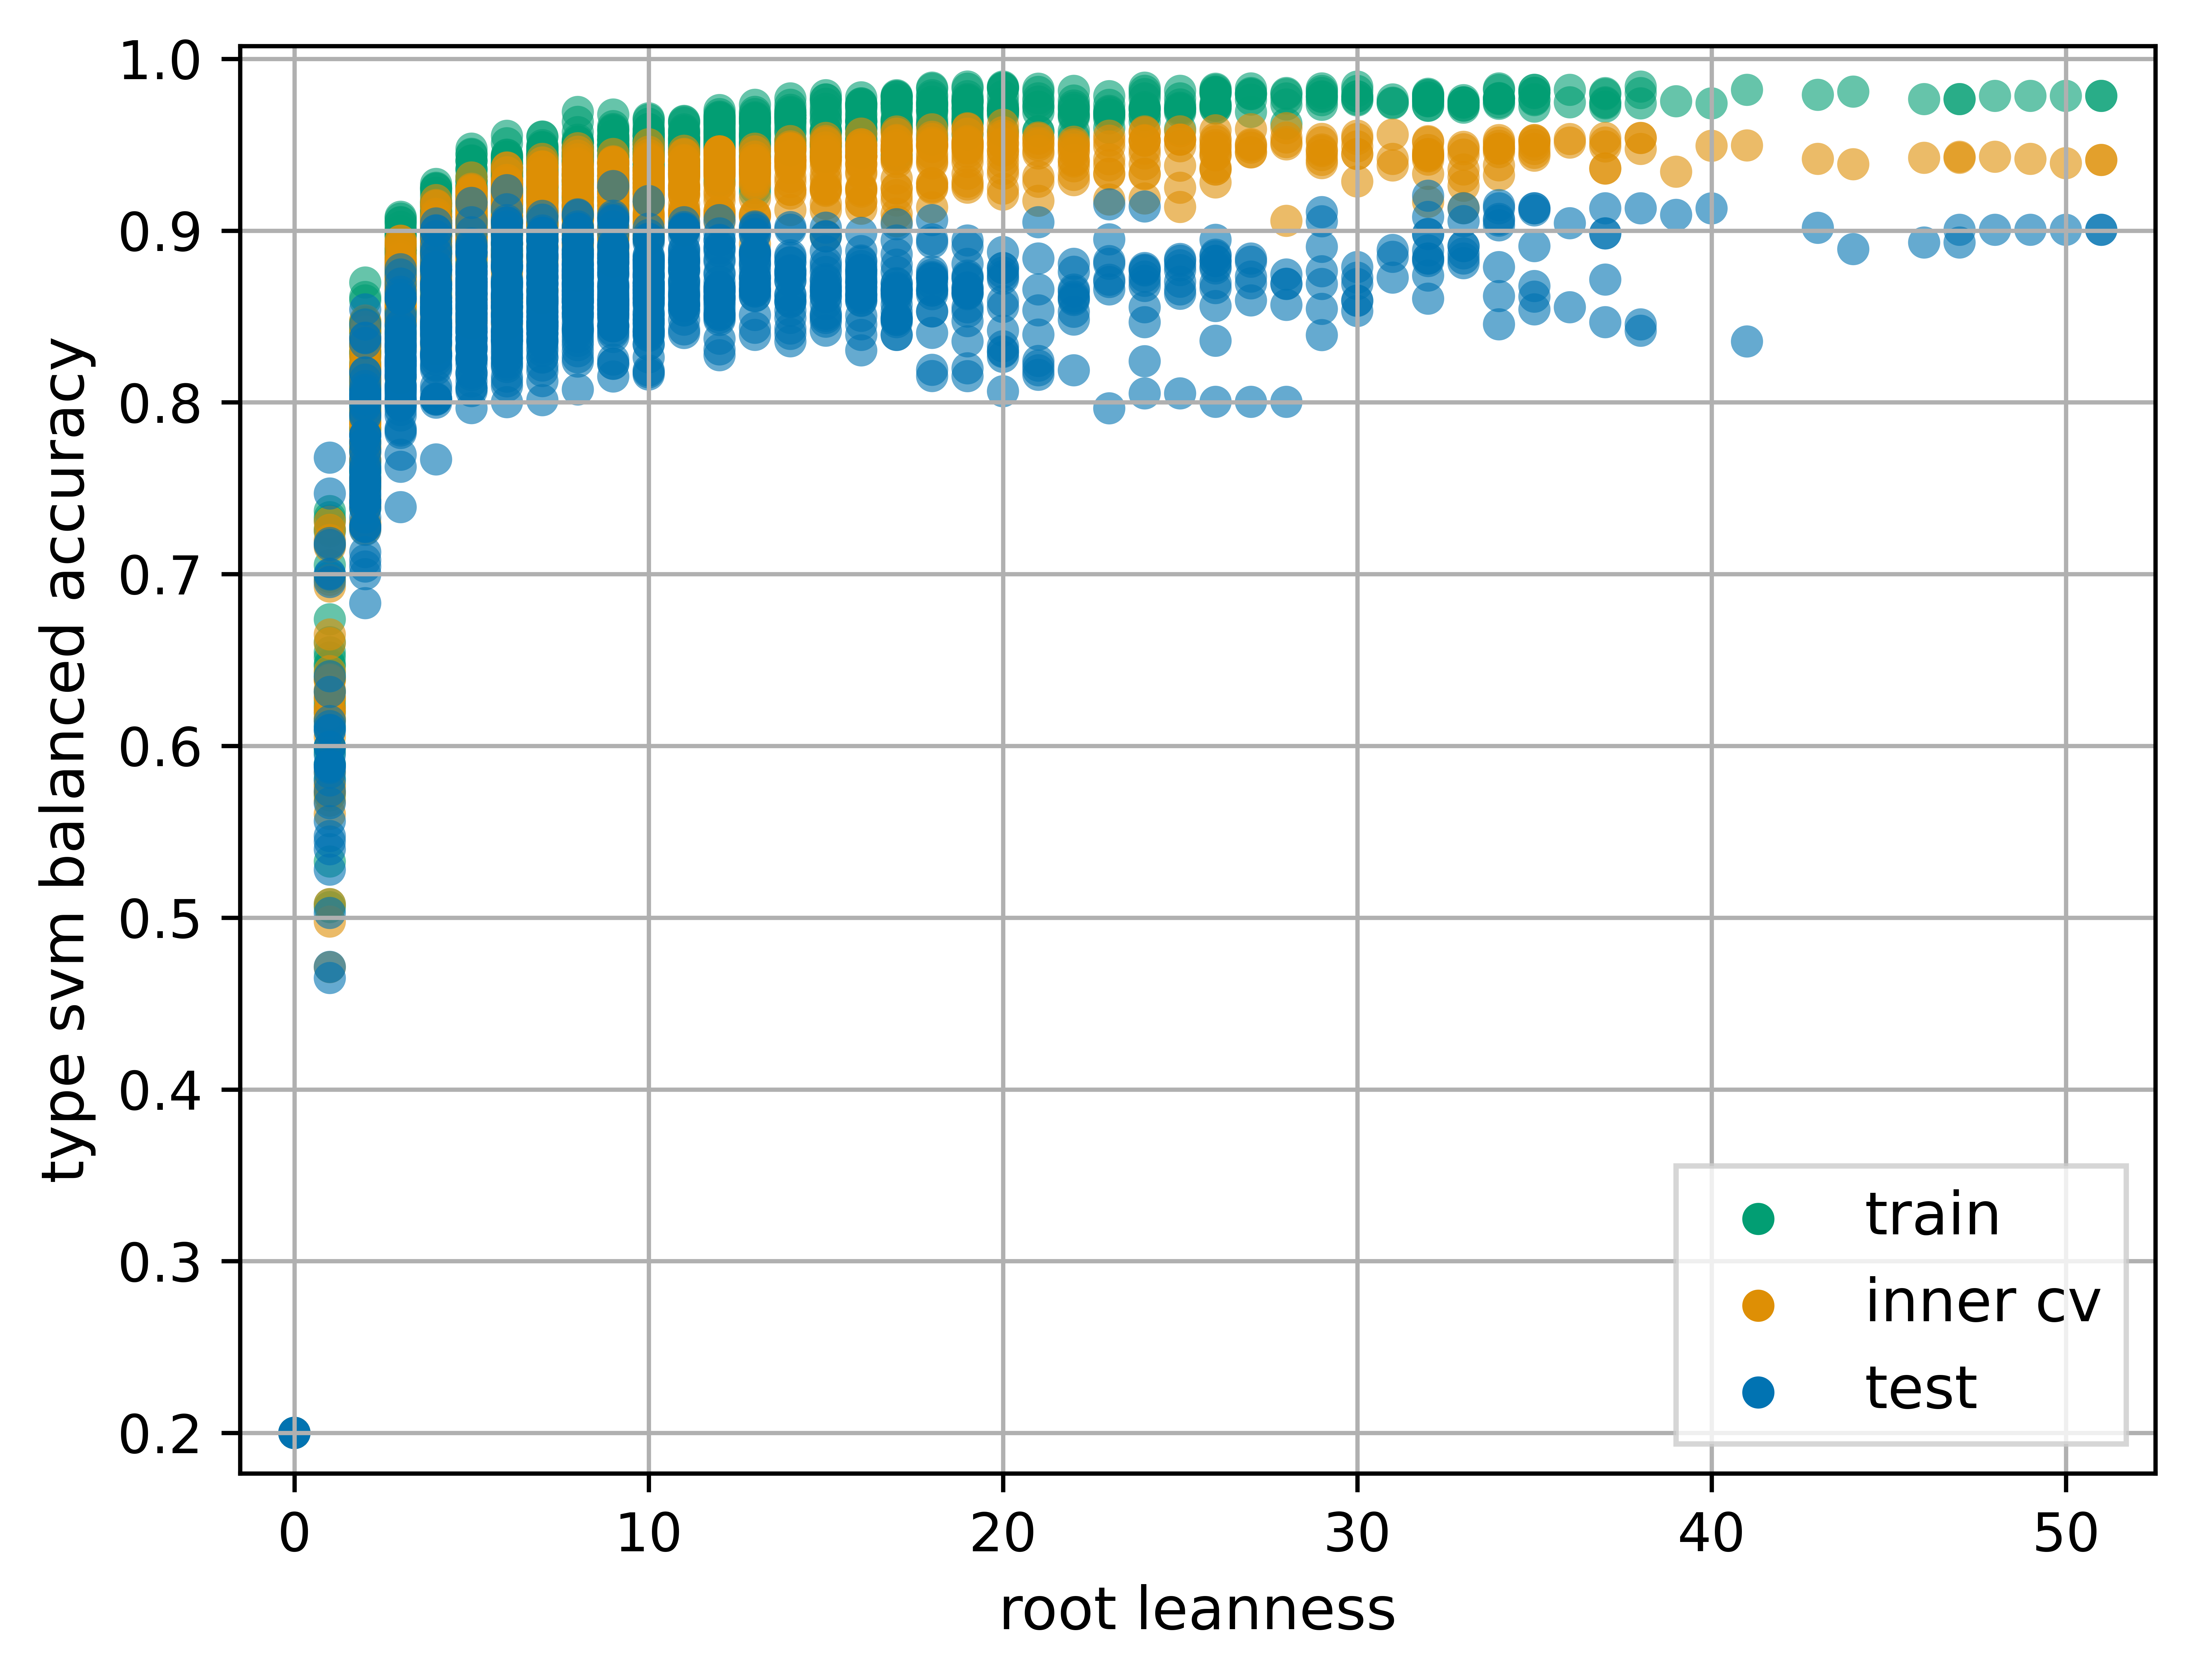 1.0
0.9
0.8
0.7
0.6
0.5
0.4
0.3
0.2
type svm balanced accuracy
train
inner cv
test
0 10 20 30 40 50
root leanness